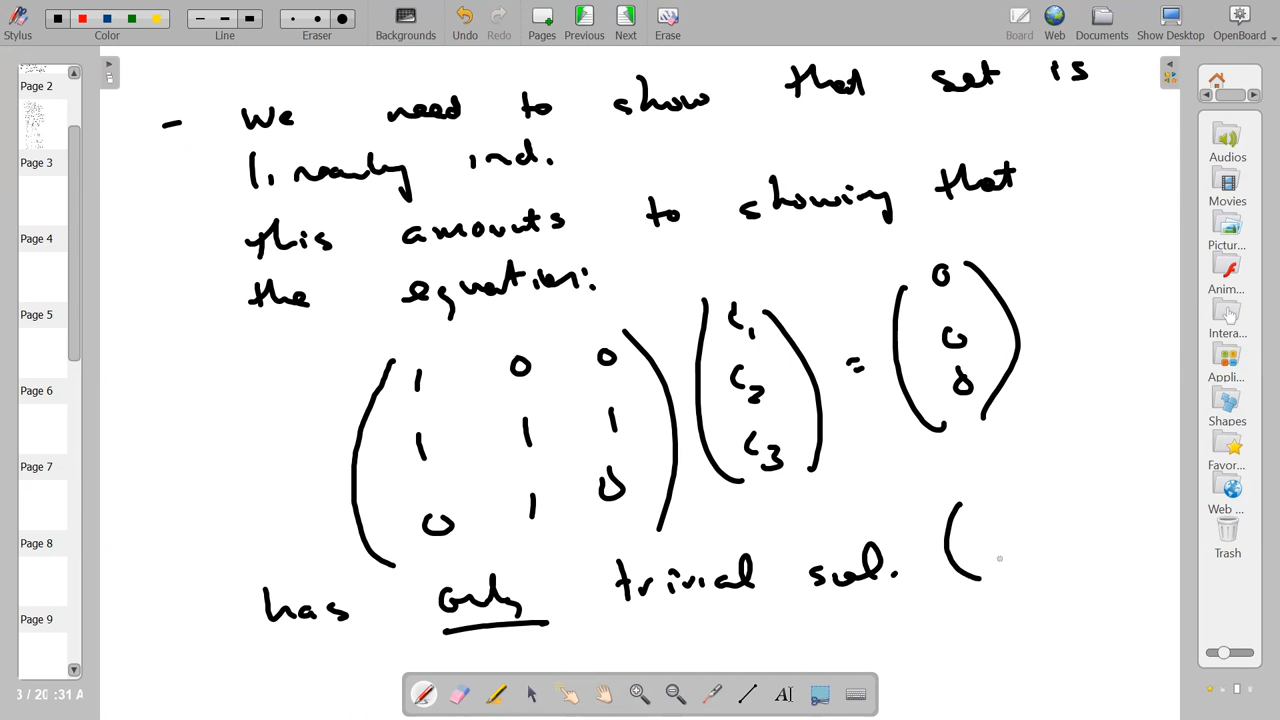 Stylus
Color
Line
Eraser
Backgrounds
Undo
Redo
Pages
Previous
Next
Erase
Board
Web
Documents
Show Desktop
OpenBoard
Page 2
Page 3
Page 4
Page 5
Page 6
Page 7
Page 8
Page 9
- We need to show that set is
linearly ind.
this amounts to showing that
the equation:
( 1 0 0 ) ( c1 ) = ( 0 )
( 1 1 1 ) ( c2 ) ( 0 )
( 0 1 0 ) ( c3 ) ( 0 )
has only trivial sol. (
Audios
Movies
Pictur...
Anim...
Intera...
Appli...
Shapes
Favor...
Web ...
Trash
3 / 20 :31 A